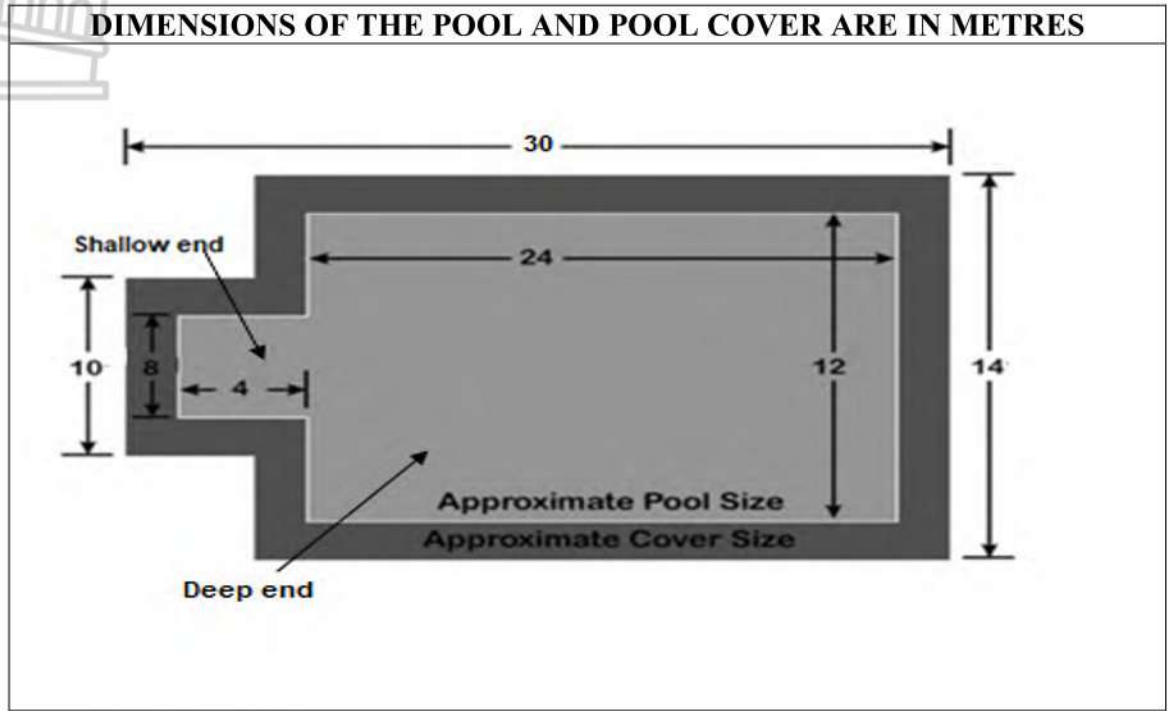 DIMENSIONS OF THE POOL AND POOL COVER ARE IN METRES
30
Shallow end
24
10
8
4
12
14
Approximate Pool Size
Approximate Cover Size
Deep end